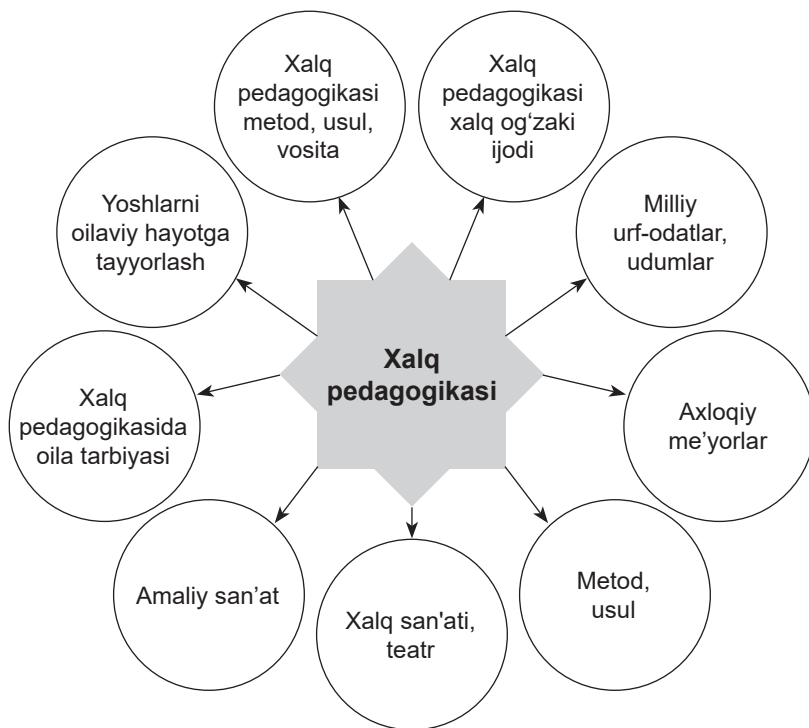 Xalq
pedagogikasi
metod, usul,
vosita
Xalq
pedagogikasi
xalq og‘zaki
ijodi
Yoshlarni
oilaviy hayotga
tayyorlash
Milliy
urf-odatlar,
udumlar
Xalq
pedagogikasi
Xalq
pedagogikasida
oila tarbiyasi
Axloqiy
me’yorlar
Amaliy san’at
Xalq san'ati,
teatr
Metod,
usul